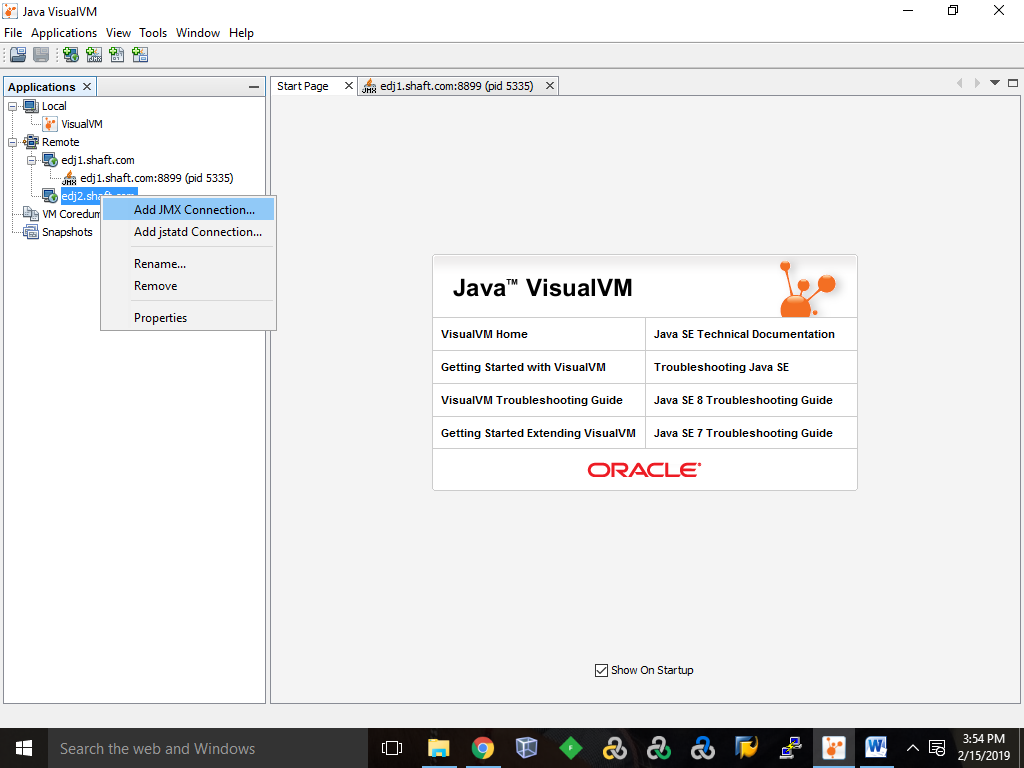 Java VisualVM
File Applications View Tools Window Help
Applications
Start Page
edj1.shaft.com:8899 (pid 5335)
Local
VisualVM
Remote
edj1.shaft.com
JMX edj1.shaft.com:8899 (pid 5335)
edj2.shaft.com
VM Coredum
Snapshots
Add JMX Connection...
Add jstatd Connection...
Rename...
Remove
Properties
Java™ VisualVM
VisualVM Home
Java SE Technical Documentation
Getting Started with VisualVM
Troubleshooting Java SE
VisualVM Troubleshooting Guide
Java SE 8 Troubleshooting Guide
Getting Started Extending VisualVM
Java SE 7 Troubleshooting Guide
ORACLE
Show On Startup
Search the web and Windows
3:54 PM
2/15/2019